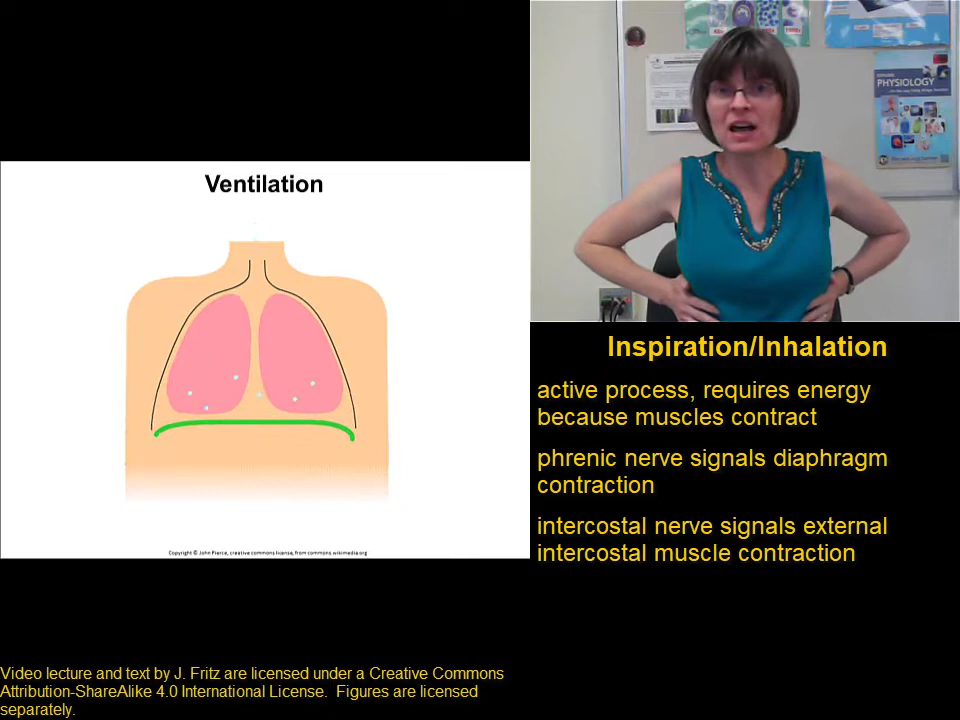 PHYSIOLOGY
Ventilation
Inspiration/Inhalation
active process, requires energy
because muscles contract
phrenic nerve signals diaphragm
contraction
intercostal nerve signals external
intercostal muscle contraction
Copyright © John Pierce, creative commons license, from commons.wikimedia.org
Video lecture and text by J. Fritz are licensed under a Creative Commons
Attribution-ShareAlike 4.0 International License.  Figures are licensed
separately.